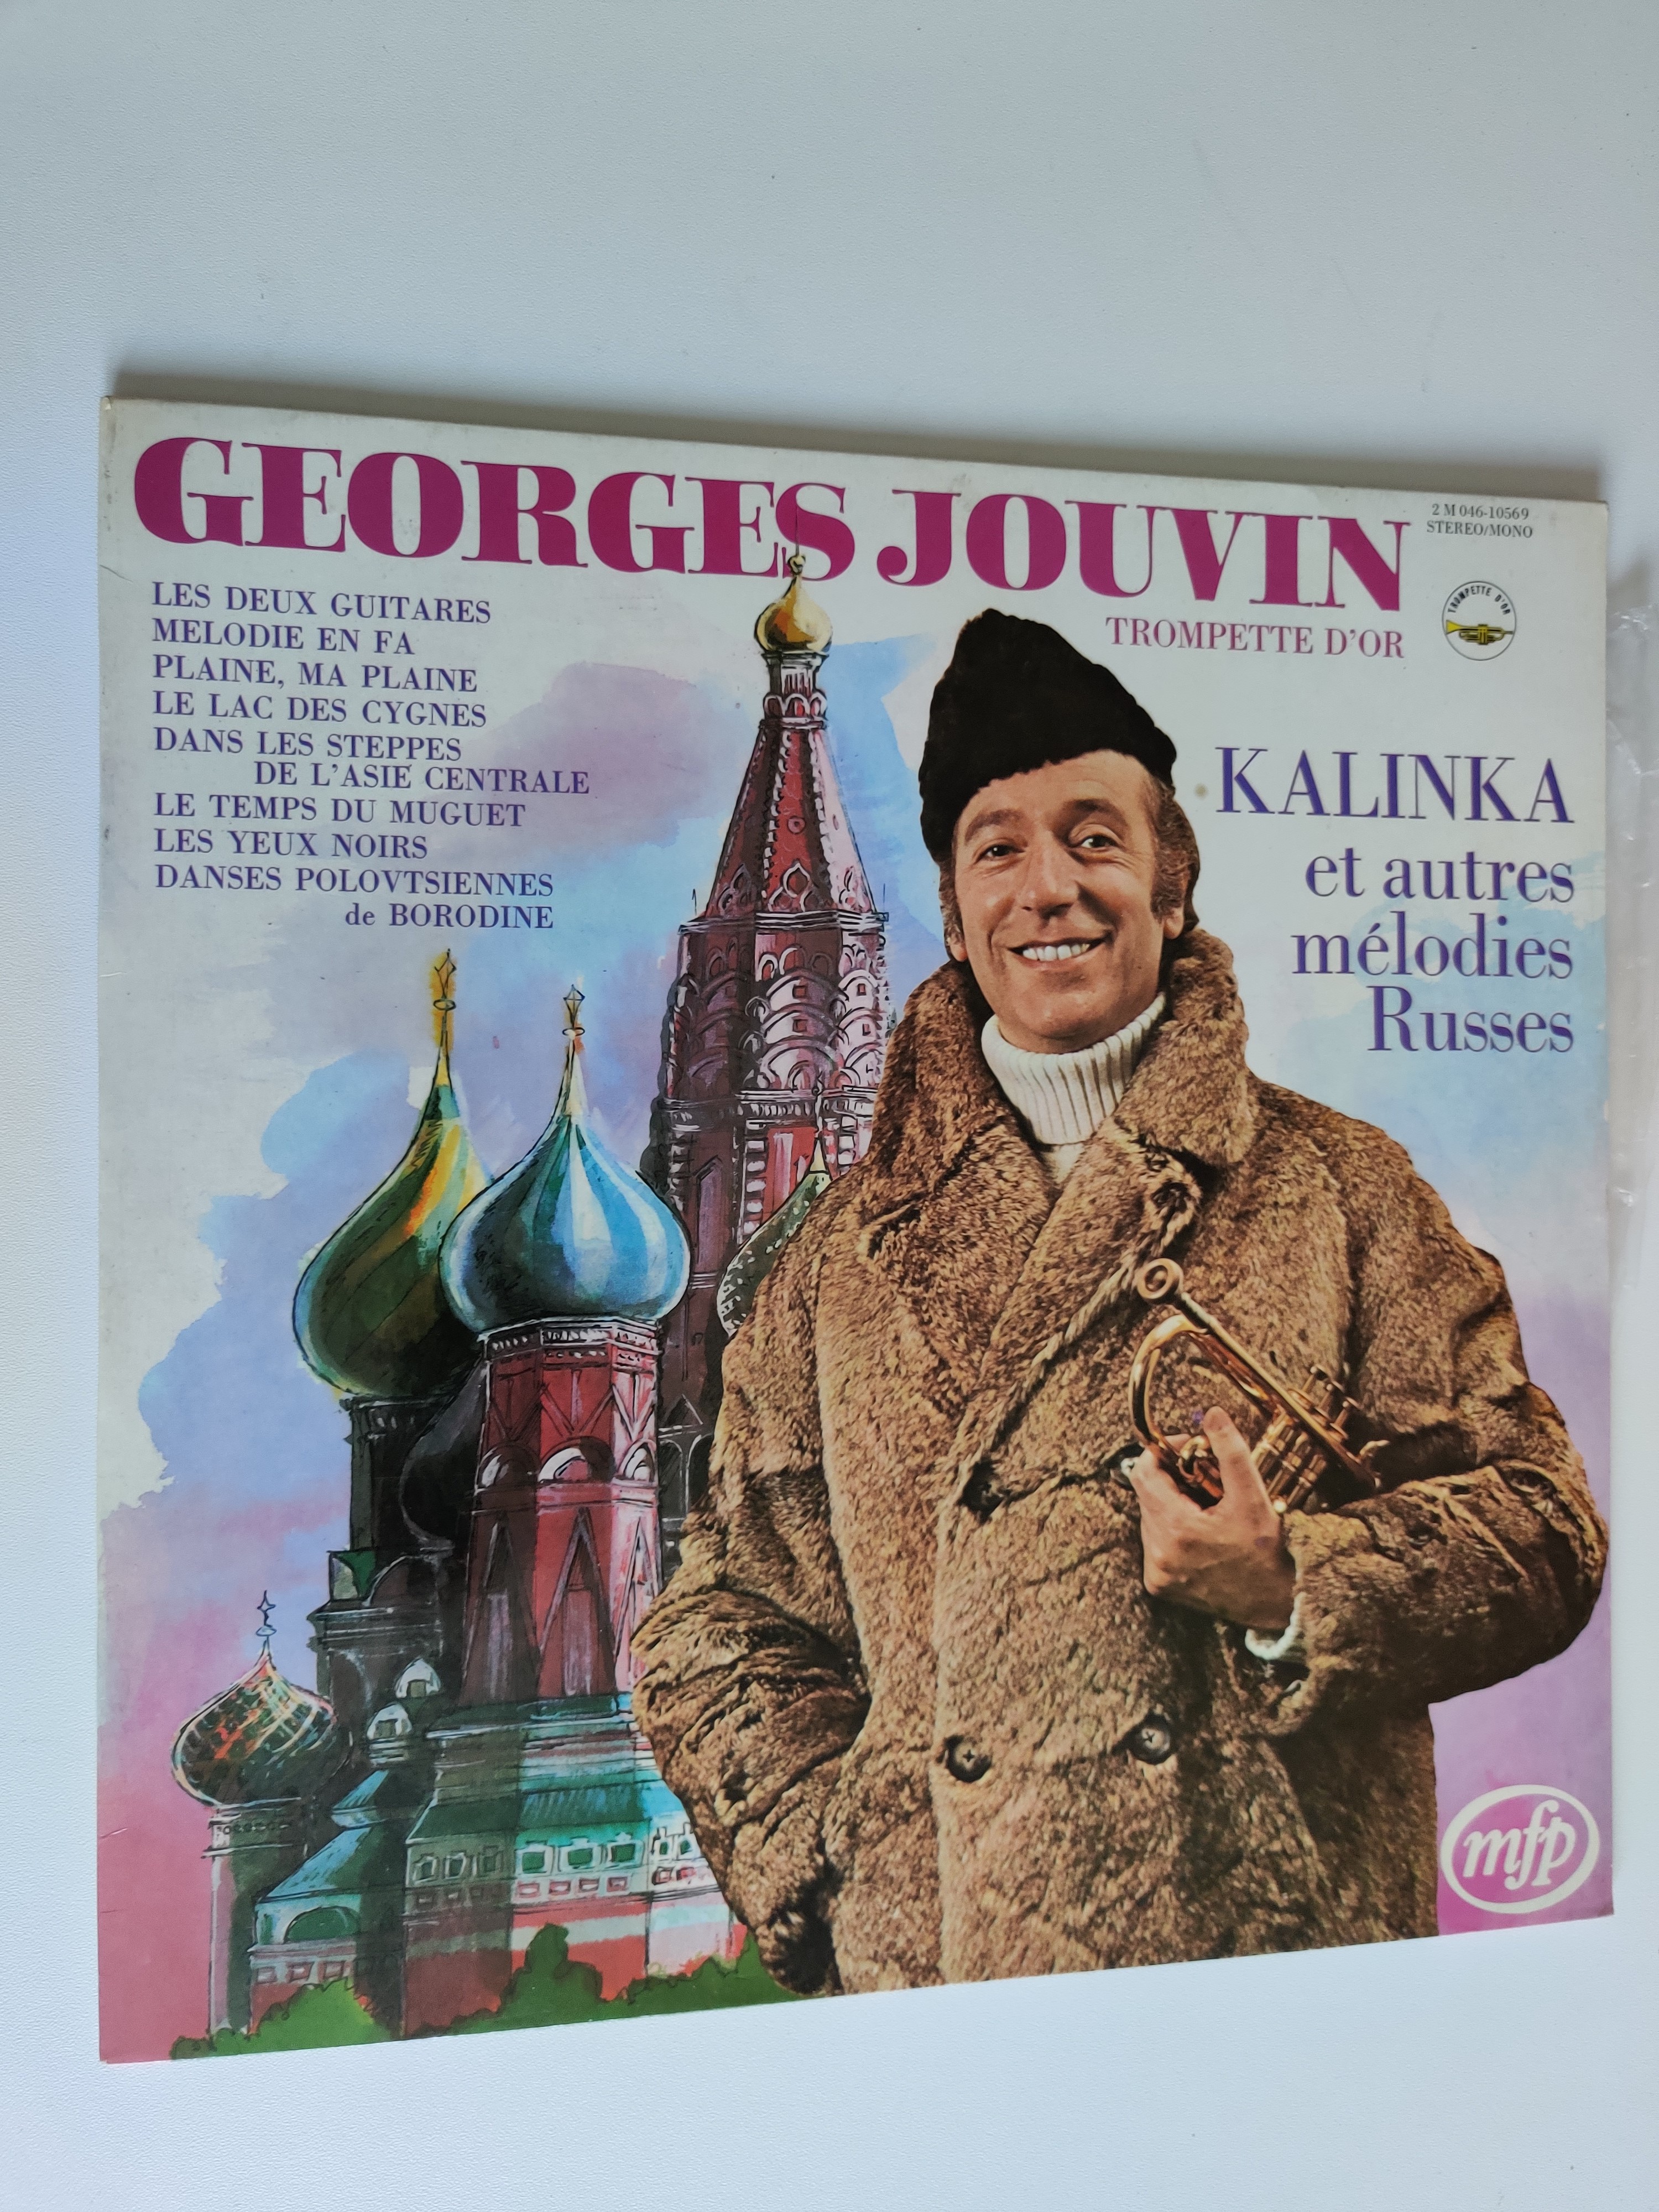 GEORGES JOUVIN
2 M 046-10569
STEREO/MONO
TROMPETTE D'OR
TROMPETTE D'OR
LES DEUX GUITARES
MELODIE EN FA
PLAINE, MA PLAINE
LE LAC DES CYGNES
DANS LES STEPPES
DE L'ASIE CENTRALE
LE TEMPS DU MUGUET
LES YEUX NOIRS
DANSES POLOVTSIENNES
de BORODINE
KALINKA
et autres
mélodies
Russes
mfp